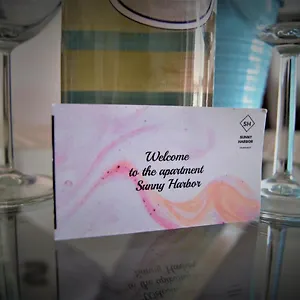 Welcome
to the apartment
Sunny Harbor
SH
SUNNY
HARBOR